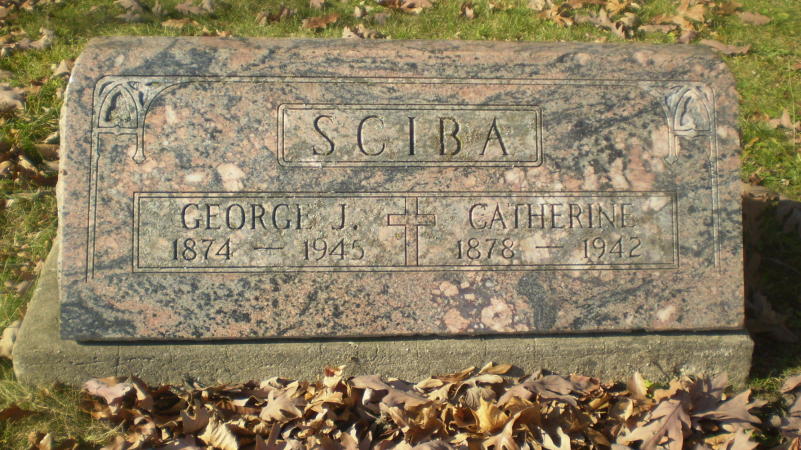 SCIBA
GEORGE J. CATHERINE
1874 — 1945 1878 — 1942